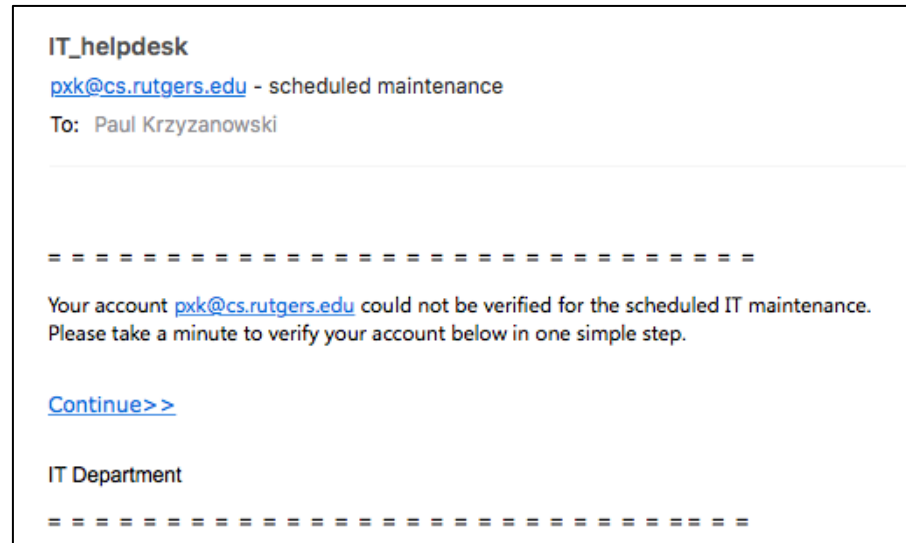 IT_helpdesk
pxk@cs.rutgers.edu - scheduled maintenance
To: Paul Krzyzanowski
= = = = = = = = = = = = = = = = = = = = = = = = = = = = = =
Your account pxk@cs.rutgers.edu could not be verified for the scheduled IT maintenance.
Please take a minute to verify your account below in one simple step.
Continue>>
IT Department
= = = = = = = = = = = = = = = = = = = = = = = = = = = == = =